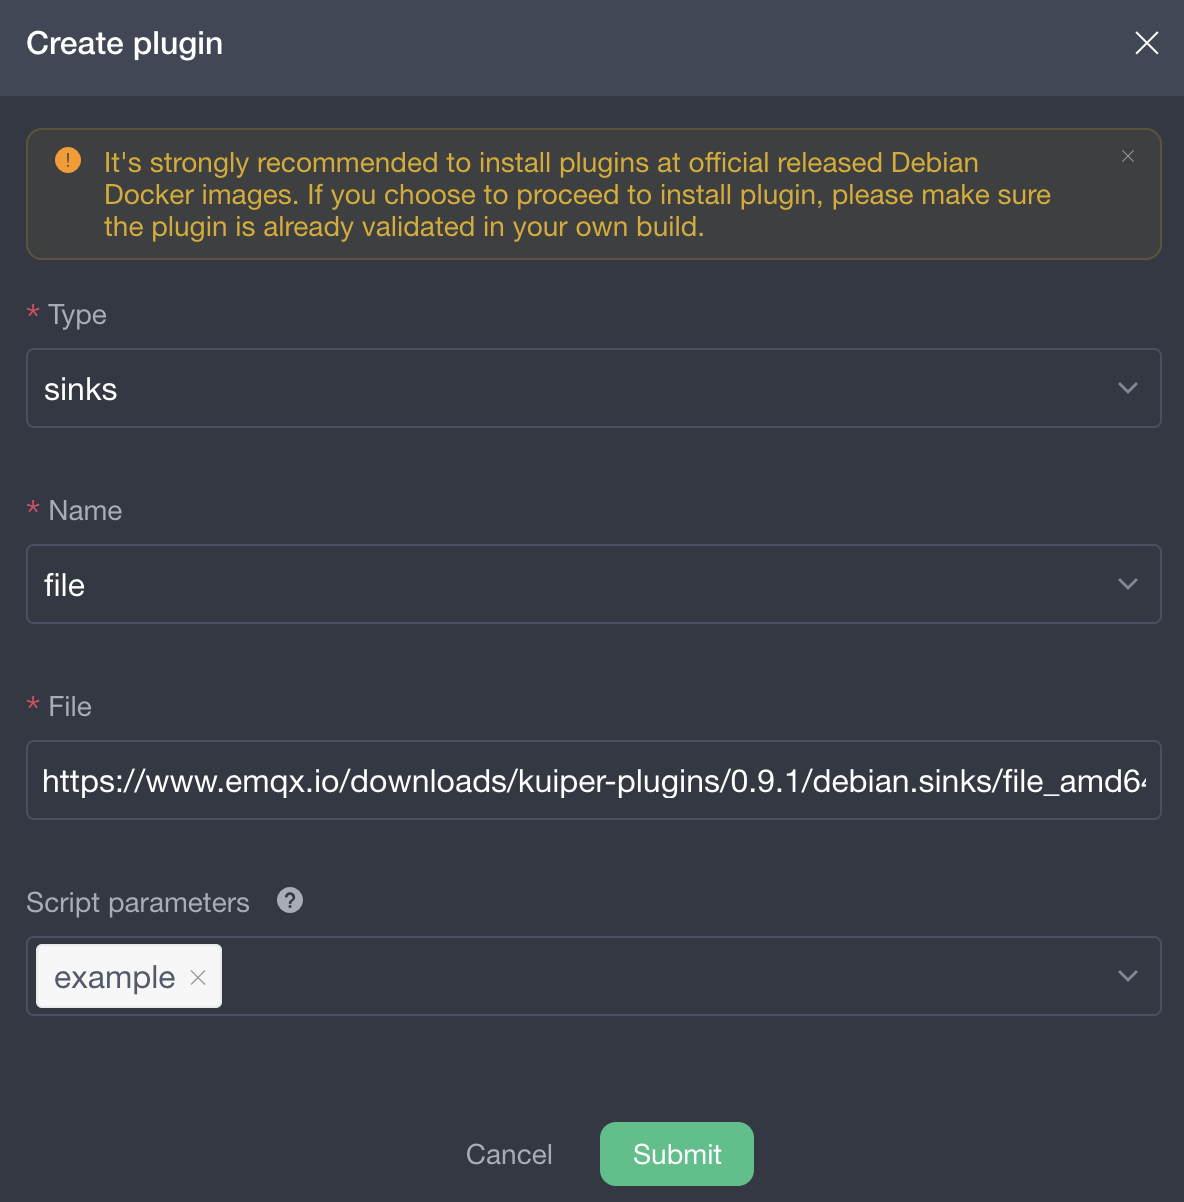 Create plugin
It's strongly recommended to install plugins at official released Debian
Docker images. If you choose to proceed to install plugin, please make sure
the plugin is already validated in your own build.
* Type
sinks
* Name
file
* File
https://www.emqx.io/downloads/kuiper-plugins/0.9.1/debian.sinks/file_amd64
Script parameters
example
Cancel
Submit